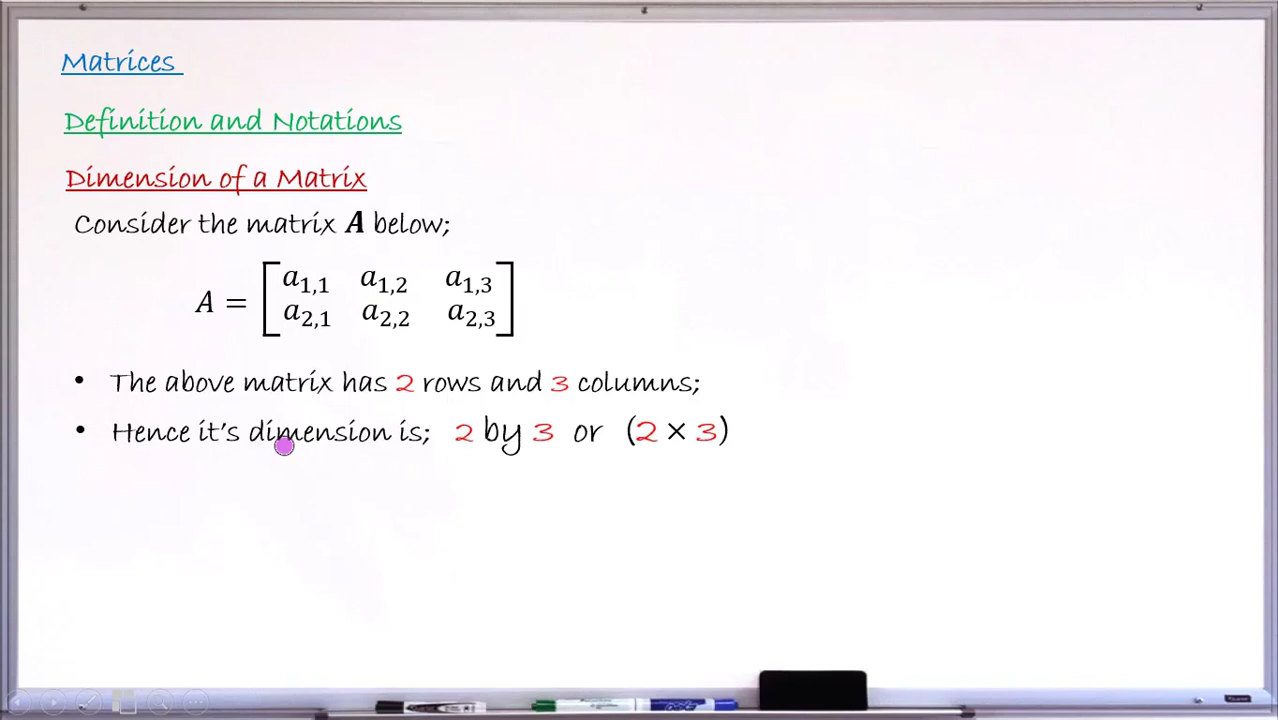 Matrices
Definition and Notations
Dimension of a Matrix
Consider the matrix A below;
A = [a1,1 a1,2 a1,3
a2,1 a2,2 a2,3]
• The above matrix has 2 rows and 3 columns;
• Hence it's dimension is; 2 by 3 or (2 × 3)